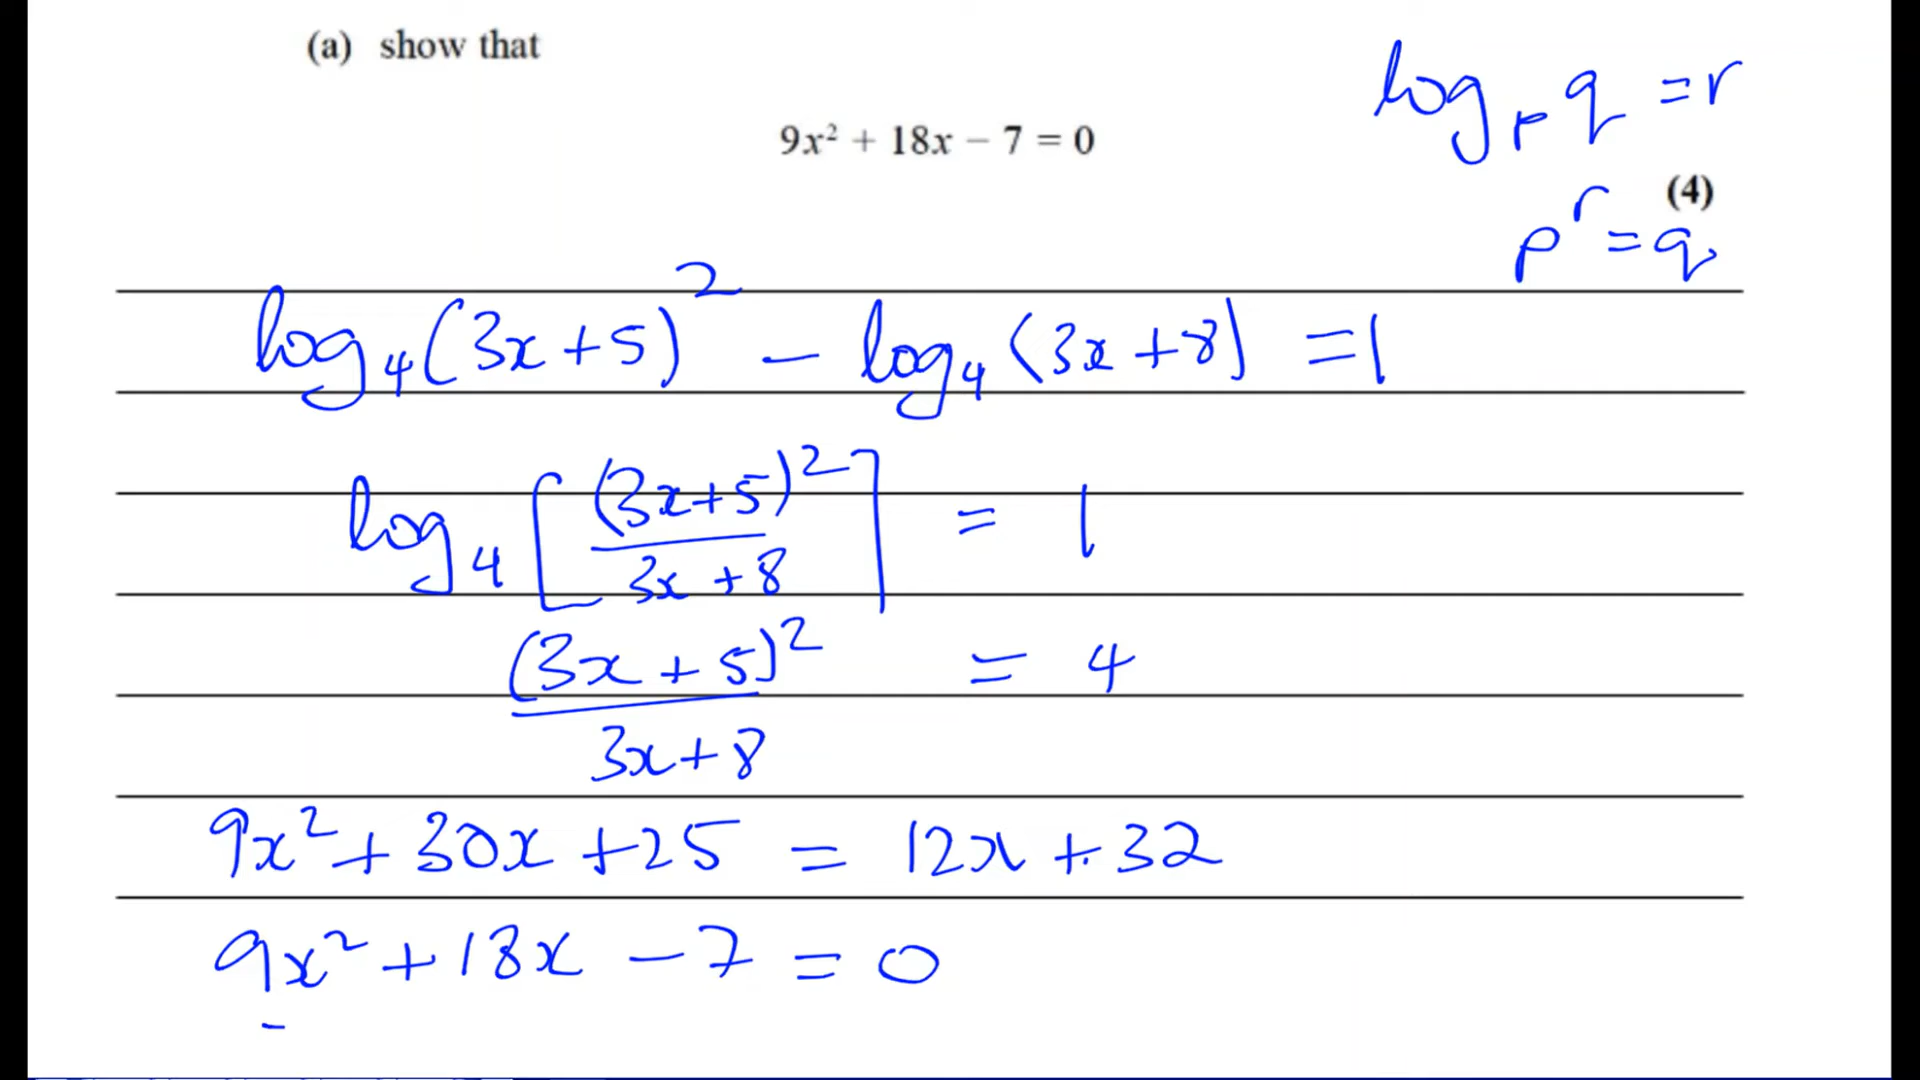 (a) show that
log_p q = r
9x² + 18x − 7 = 0
(4)
p^r = q
log₄(3x+5)² − log₄(3x+8) = 1
log₄[(3x+5)²/3x+8] = 1
(3x+5)²/3x+8 = 4
9x² + 30x + 25 = 12x + 32
9x² + 18x − 7 = 0